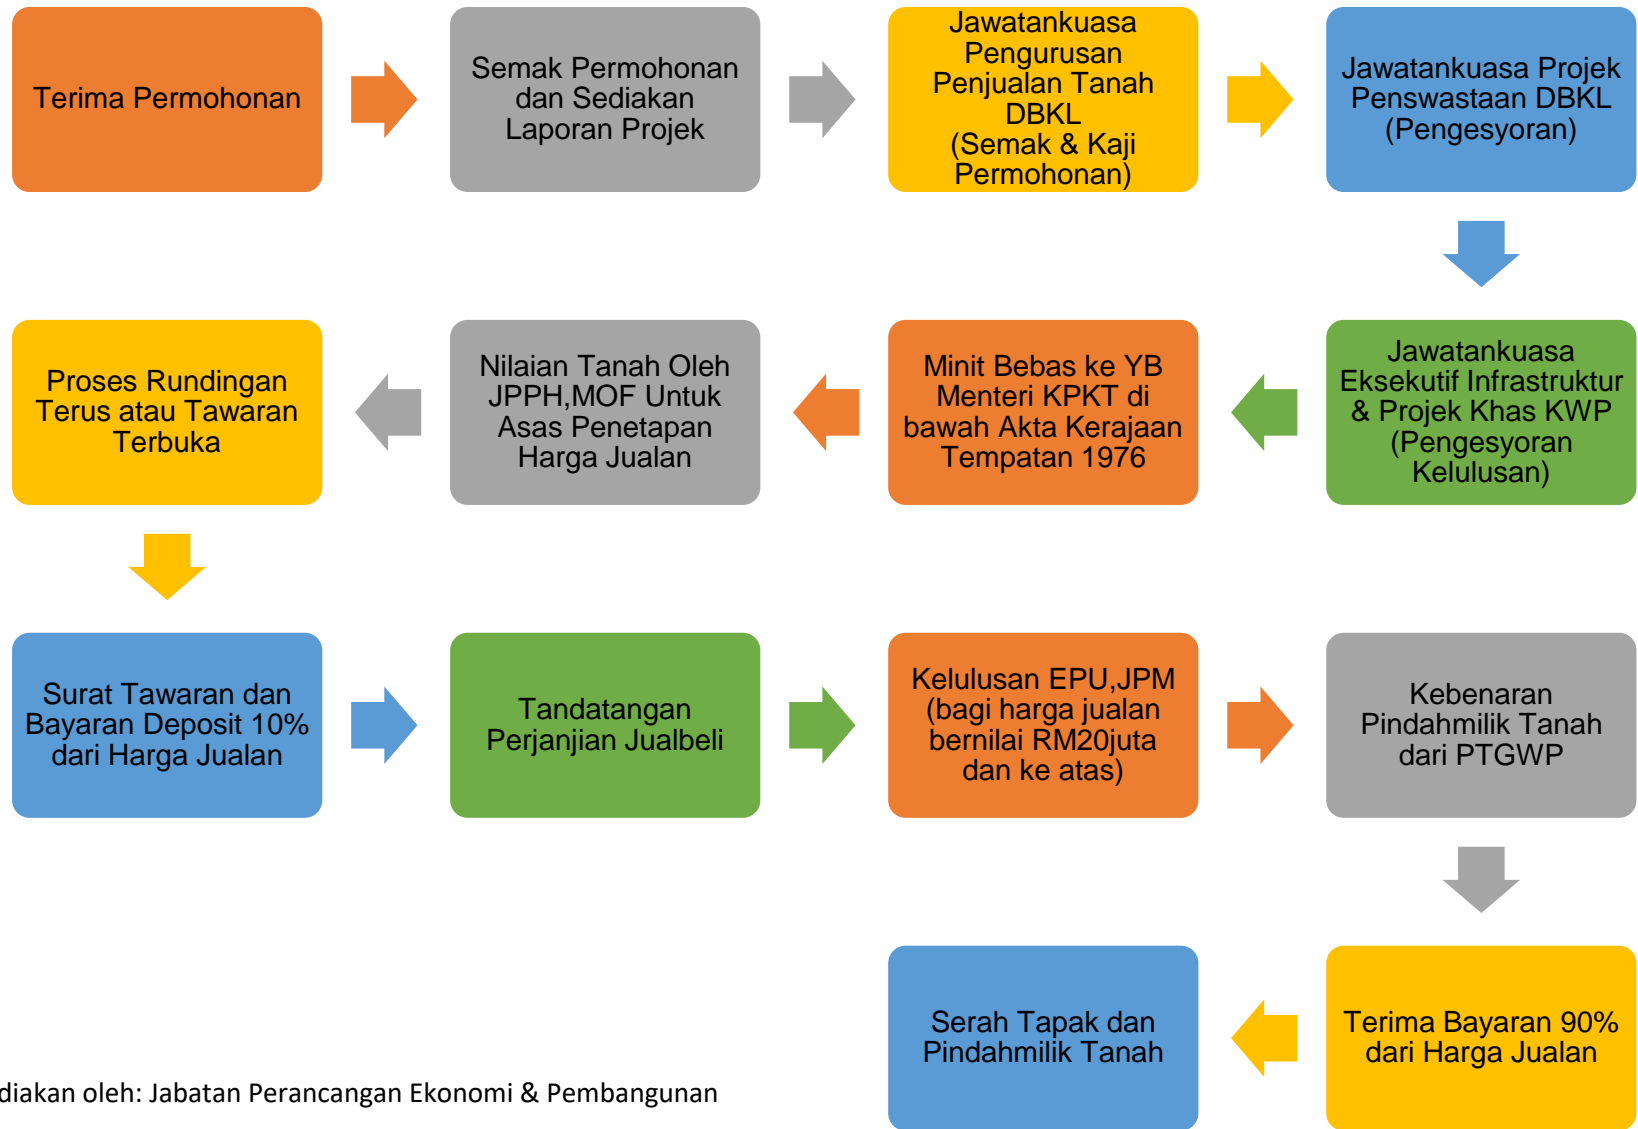 Terima Permohonan
Semak Permohonan
dan Sediakan
Laporan Projek
Jawatankuasa
Pengurusan
Penjualan Tanah
DBKL
(Semak & Kaji
Permohonan)
Jawatankuasa Projek
Penswastaan DBKL
(Pengesyoran)
Jawatankuasa
Eksekutif Infrastruktur
& Projek Khas KWP
(Pengesyoran
Kelulusan)
Minit Bebas ke YB
Menteri KPKT di
bawah Akta Kerajaan
Tempatan 1976
Nilaian Tanah Oleh
JPPH,MOF Untuk
Asas Penetapan
Harga Jualan
Proses Rundingan
Terus atau Tawaran
Terbuka
Surat Tawaran dan
Bayaran Deposit 10%
dari Harga Jualan
Tandatangan
Perjanjian Jualbeli
Kelulusan EPU,JPM
(bagi harga jualan
bernilai RM20juta
dan ke atas)
Kebenaran
Pindahmilik Tanah
dari PTGWP
Terima Bayaran 90%
dari Harga Jualan
Serah Tapak dan
Pindahmilik Tanah
diakan oleh: Jabatan Perancangan Ekonomi & Pembangunan